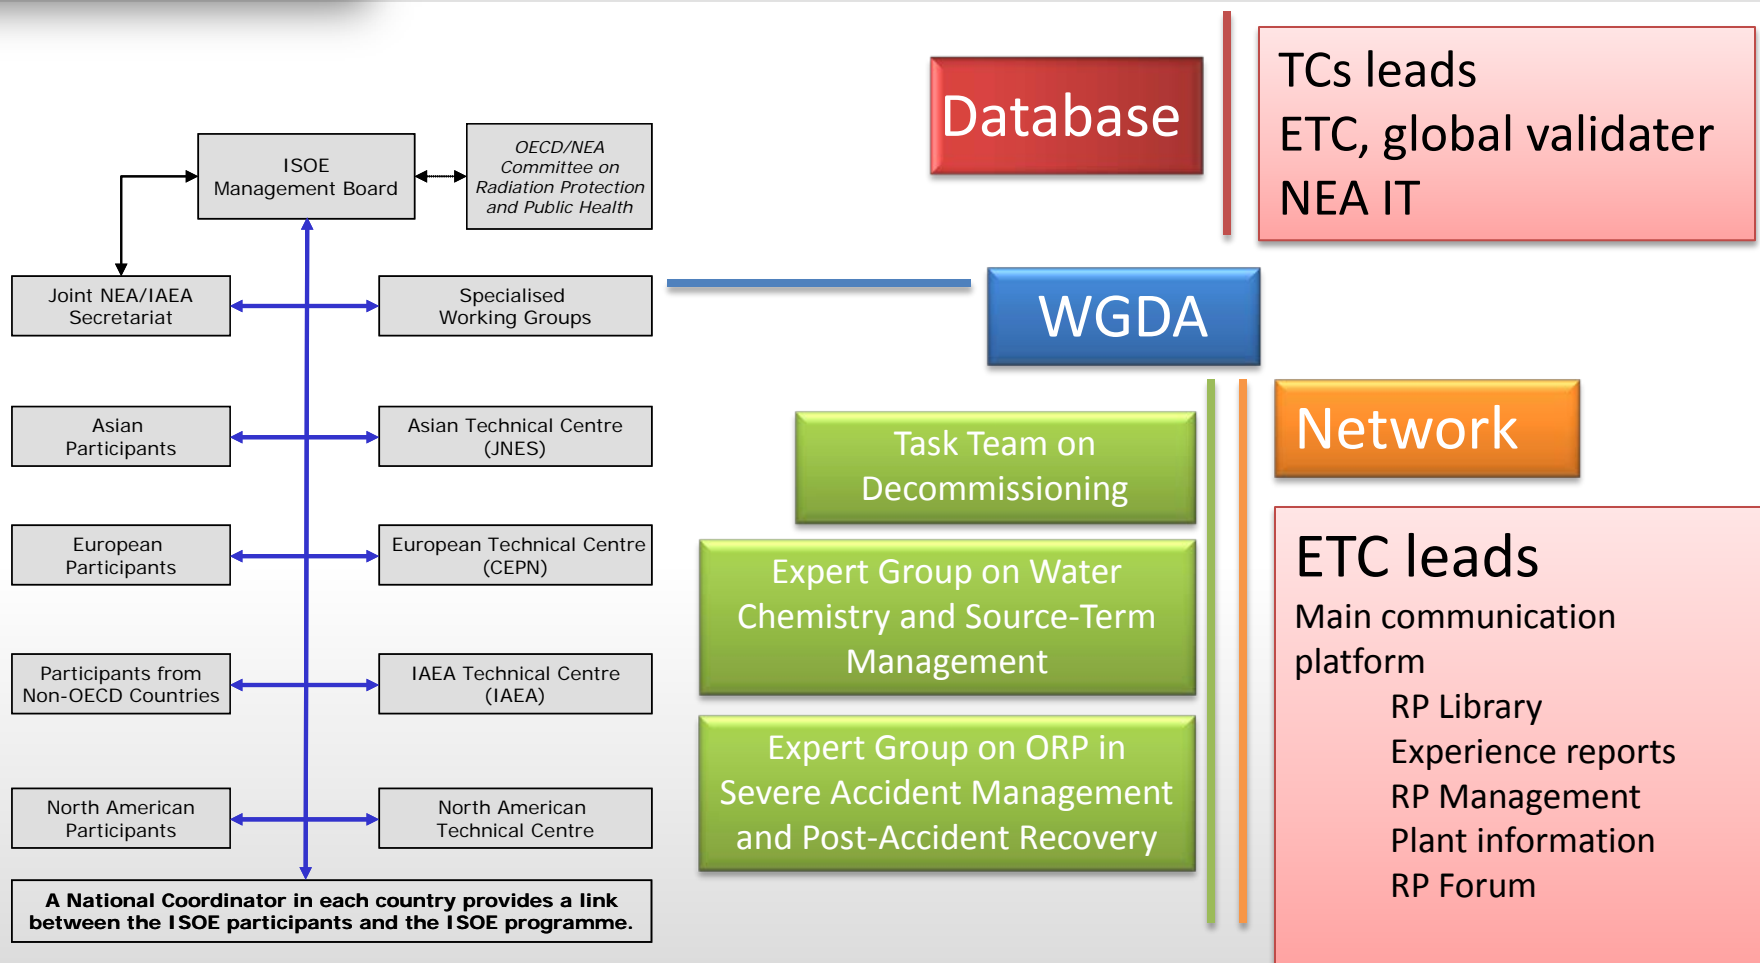 ISOE
Management Board
OECD/NEA
Committee on
Radiation Protection
and Public Health
Joint NEA/IAEA
Secretariat
Specialised
Working Groups
Asian
Participants
Asian Technical Centre
(JNES)
European
Participants
European Technical Centre
(CEPN)
Participants from
Non-OECD Countries
IAEA Technical Centre
(IAEA)
North American
Participants
North American
Technical Centre
A National Coordinator in each country provides a link
between the ISOE participants and the ISOE programme.
Database
TCs leads
ETC, global validater
NEA IT
WGDA
Task Team on
Decommissioning
Expert Group on Water
Chemistry and Source-Term
Management
Expert Group on ORP in
Severe Accident Management
and Post-Accident Recovery
Network
ETC leads
Main communication
platform
RP Library
Experience reports
RP Management
Plant information
RP Forum